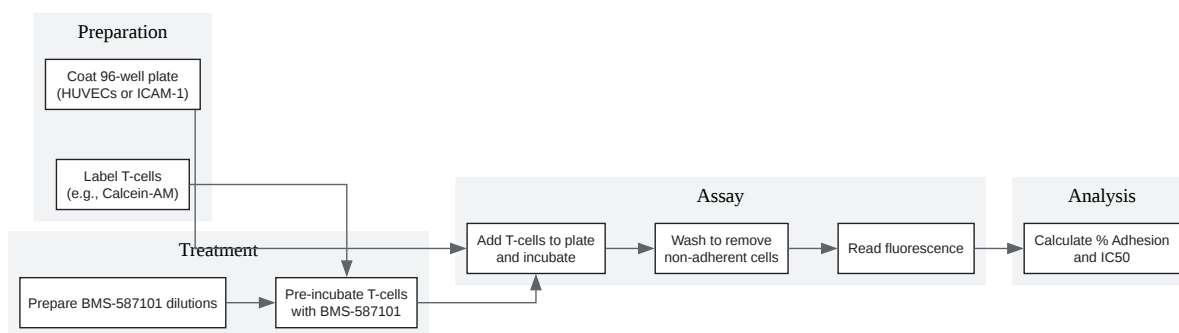 Preparation
Coat 96-well plate
(HUVECs or ICAM-1)
Label T-cells
(e.g., Calcein-AM)
Treatment
Prepare BMS-587101 dilutions
Pre-incubate T-cells
with BMS-587101
Assay
Add T-cells to plate
and incubate
Wash to remove
non-adherent cells
Read fluorescence
Analysis
Calculate % Adhesion
and IC50